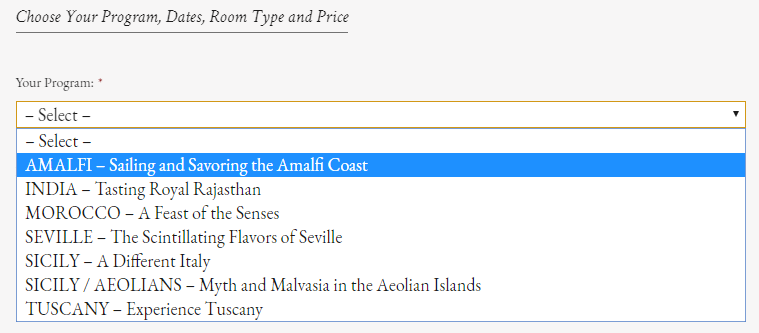 Choose Your Program, Dates, Room Type and Price
Your Program: *
– Select –
– Select –
AMALFI – Sailing and Savoring the Amalfi Coast
INDIA – Tasting Royal Rajasthan
MOROCCO – A Feast of the Senses
SEVILLE – The Scintillating Flavors of Seville
SICILY – A Different Italy
SICILY / AEOLIANS – Myth and Malvasia in the Aeolian Islands
TUSCANY – Experience Tuscany